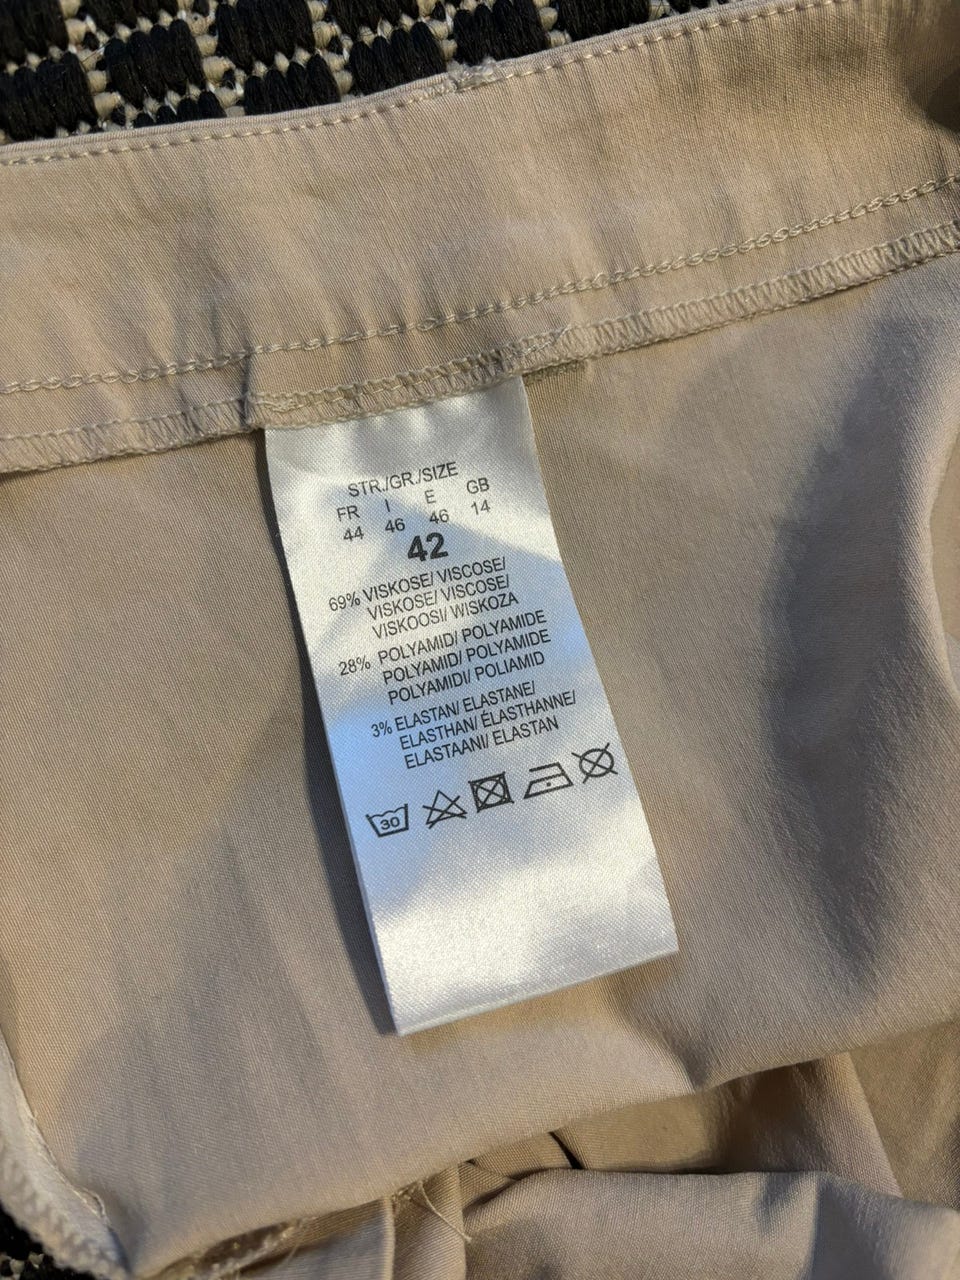 STR./GR./SIZE
FR I E GB
44 46 46 14
42
69% VISKOSE/ VISCOSE/
VISKOSE/ VISCOSE/
VISKOOSI/ WISKOZA
28% POLYAMID/ POLYAMIDE
POLYAMID/ POLYAMIDE
POLYAMIDI/ POLIAMID
3% ELASTAN/ ELASTANE/
ELASTHAN/ ÉLASTHANNE/
ELASTAANI/ ELASTAN
30